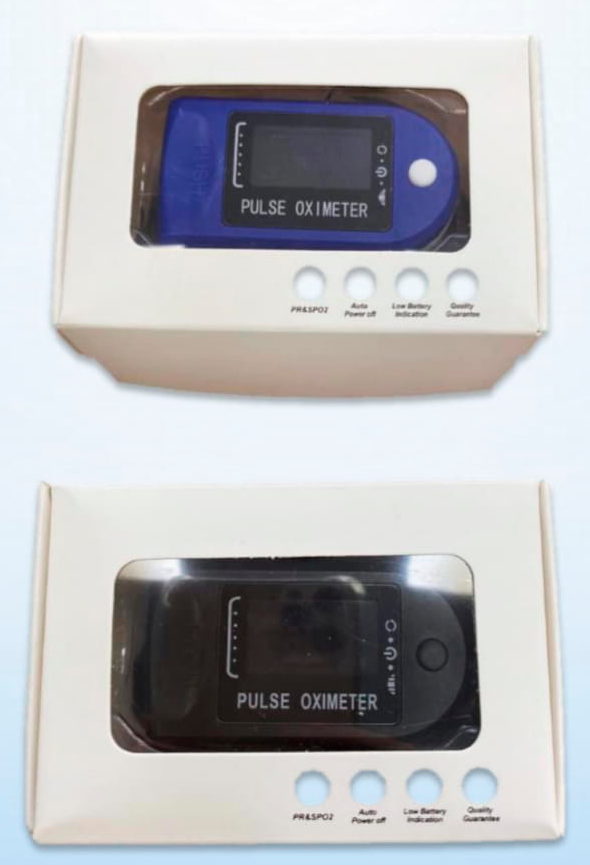 PUSH
PULSE OXIMETER
PR&SPO2
Auto
Power off
Low Battery
Indication
Quality
Guarantee
PULSE OXIMETER
PR&SPO2
Auto
Power off
Low Battery
Indication
Quality
Guarantee